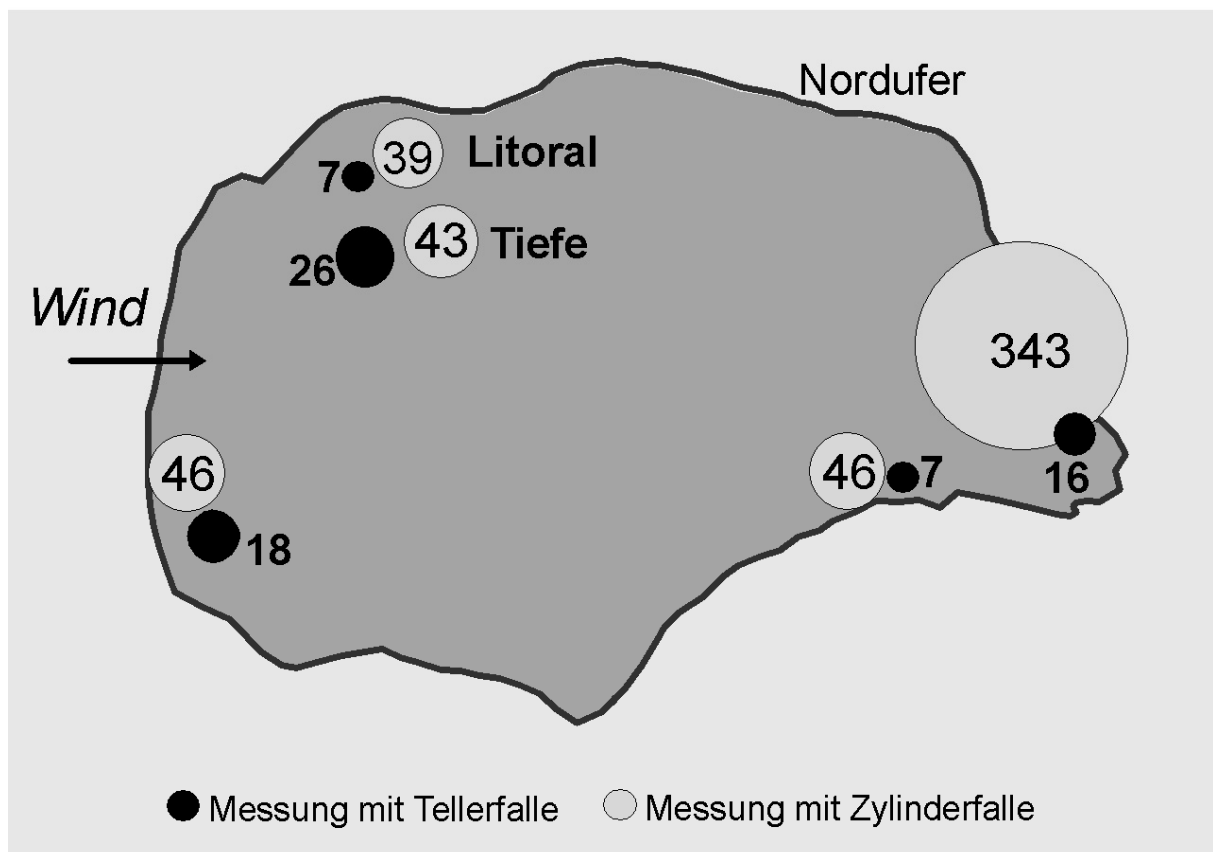 Nordufer
39 Litoral
7
43 Tiefe
26
Wind
343
46
46 7
16
18
Messung mit Tellerfalle
Messung mit Zylinderfalle